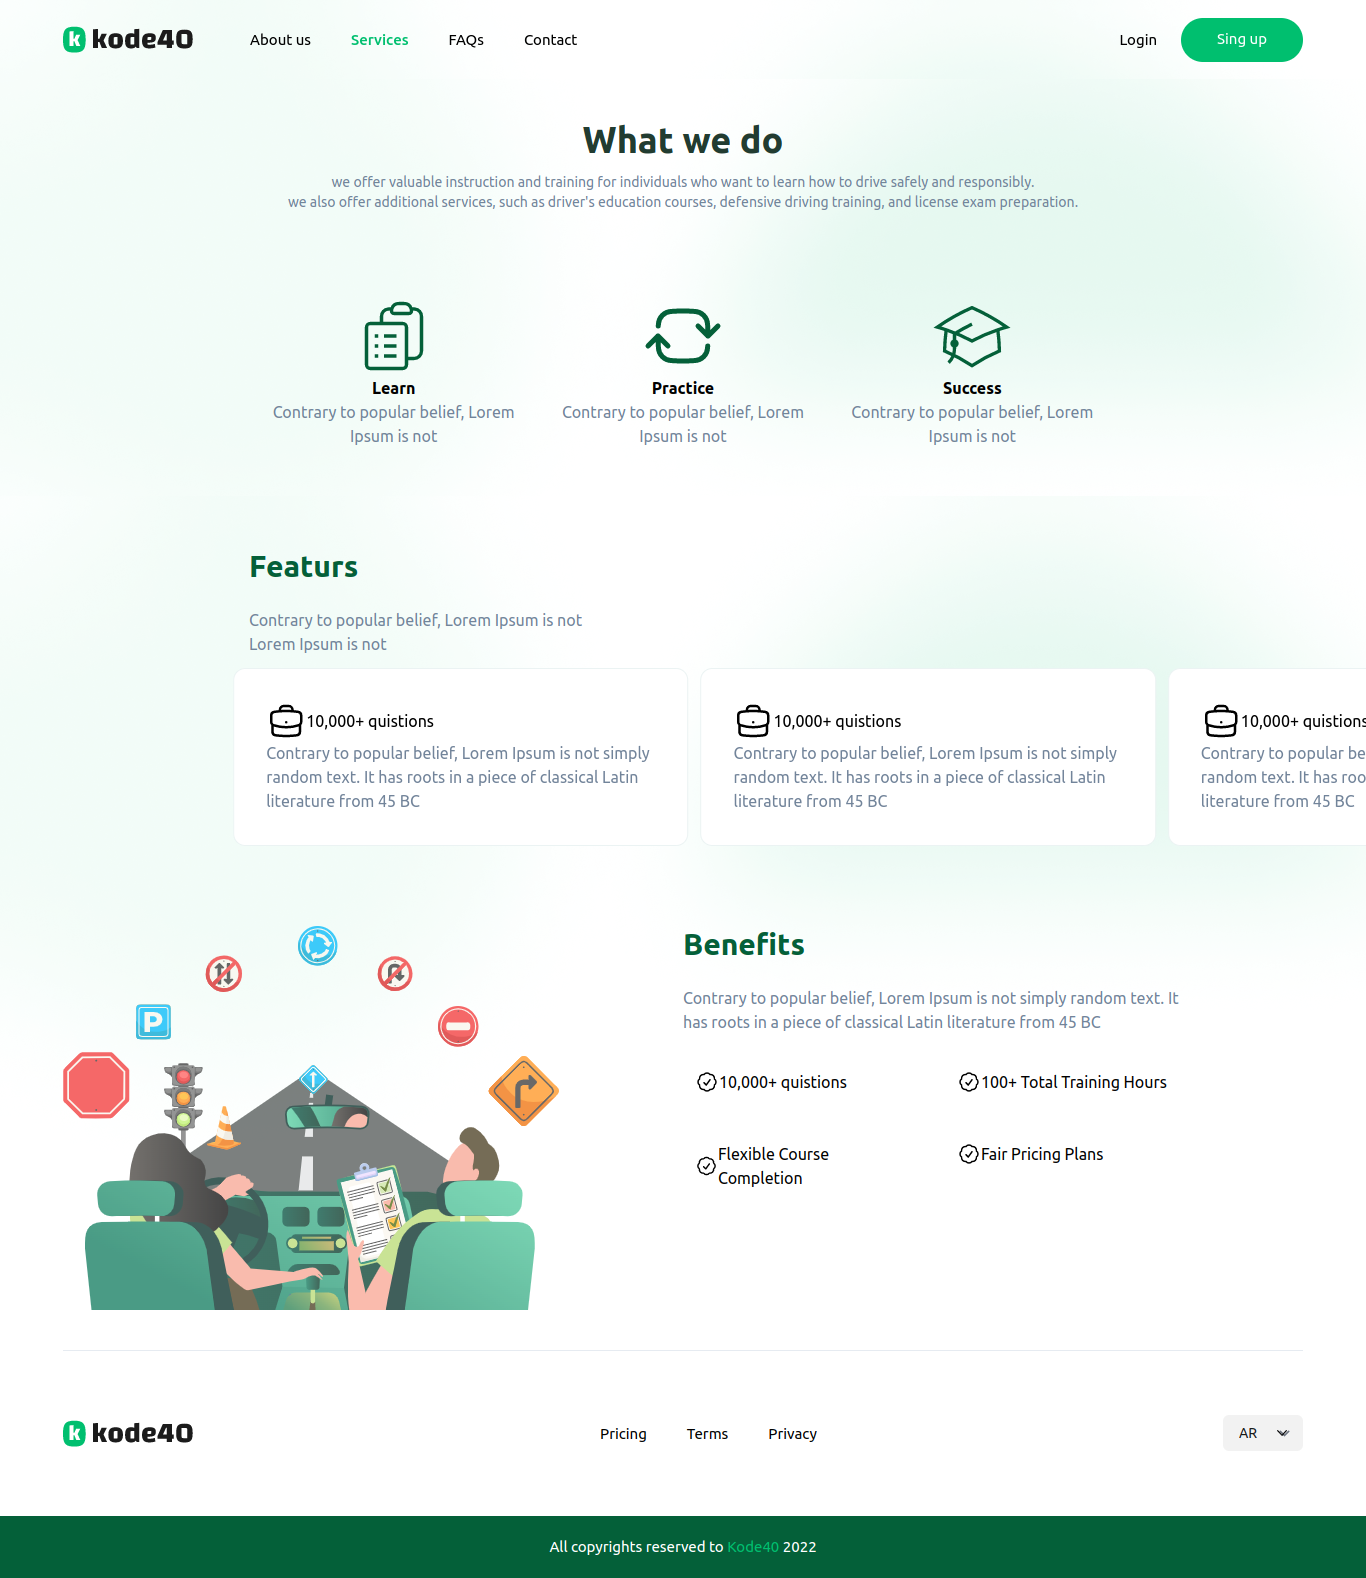 k kode40 About us Services FAQs Contact Login Sing up
What we do
we offer valuable instruction and training for individuals who want to learn how to drive safely and responsibly.
we also offer additional services, such as driver's education courses, defensive driving training, and license exam preparation.
Learn
Contrary to popular belief, Lorem
Ipsum is not
Practice
Contrary to popular belief, Lorem
Ipsum is not
Success
Contrary to popular belief, Lorem
Ipsum is not
Featurs
Contrary to popular belief, Lorem Ipsum is not
Lorem Ipsum is not
10,000+ quistions
Contrary to popular belief, Lorem Ipsum is not simply
random text. It has roots in a piece of classical Latin
literature from 45 BC
10,000+ quistions
Contrary to popular belief, Lorem Ipsum is not simply
random text. It has roots in a piece of classical Latin
literature from 45 BC
10,000+ quistions
Contrary to popular be
random text. It has roo
literature from 45 BC
P
Benefits
Contrary to popular belief, Lorem Ipsum is not simply random text. It
has roots in a piece of classical Latin literature from 45 BC
10,000+ quistions
100+ Total Training Hours
Flexible Course
Completion
Fair Pricing Plans
k kode40 Pricing Terms Privacy AR
All copyrights reserved to Kode40 2022